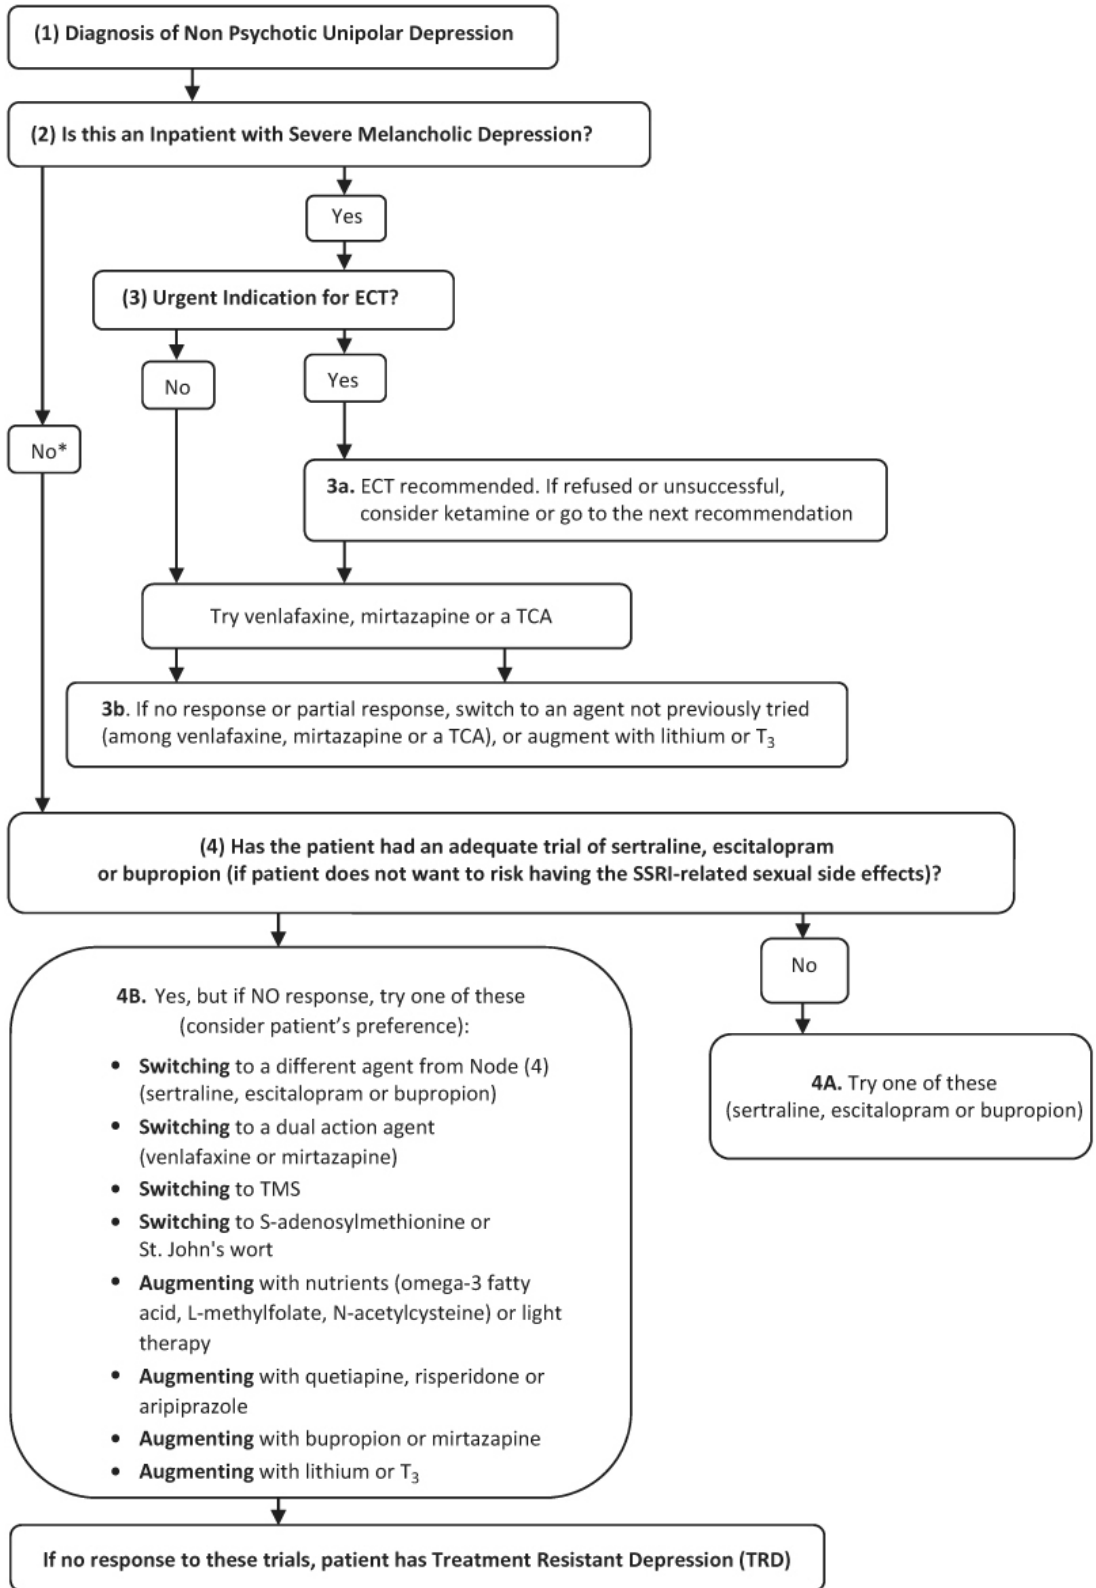 (1) Diagnosis of Non Psychotic Unipolar Depression
(2) Is this an Inpatient with Severe Melancholic Depression?
Yes
(3) Urgent Indication for ECT?
No
Yes
No*
3a. ECT recommended. If refused or unsuccessful,
consider ketamine or go to the next recommendation
Try venlafaxine, mirtazapine or a TCA
3b. If no response or partial response, switch to an agent not previously tried
(among venlafaxine, mirtazapine or a TCA), or augment with lithium or T₃
(4) Has the patient had an adequate trial of sertraline, escitalopram
or bupropion (if patient does not want to risk having the SSRI-related sexual side effects)?
No
4A. Try one of these
(sertraline, escitalopram or bupropion)
4B. Yes, but if NO response, try one of these
(consider patient's preference):
• Switching to a different agent from Node (4)
(sertraline, escitalopram or bupropion)
• Switching to a dual action agent
(venlafaxine or mirtazapine)
• Switching to TMS
• Switching to S-adenosylmethionine or
St. John's wort
• Augmenting with nutrients (omega-3 fatty
acid, L-methylfolate, N-acetylcysteine) or light
therapy
• Augmenting with quetiapine, risperidone or
aripiprazole
• Augmenting with bupropion or mirtazapine
• Augmenting with lithium or T₃
If no response to these trials, patient has Treatment Resistant Depression (TRD)